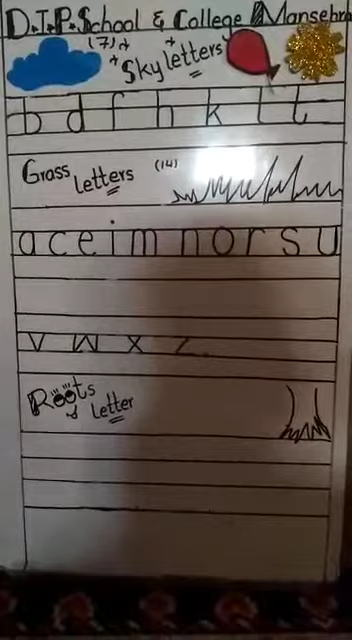 D.I.P.School & College Mansehra
(7)
Sky letters
b d f h k l t
Grass letters (14)
a c e i m n o r s u
v w x z
Roots letter